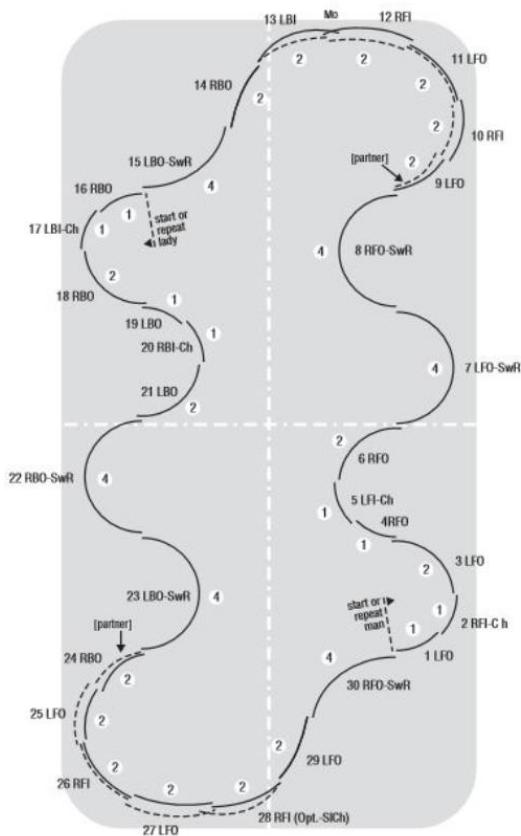 13 LBI
Mo
12 RFI
11 LFO
14 RBO
2
2
2
2
2
10 RFI
15 LBO-SwR
[partner]
2
9 LFO
16 RBO
4
17 LBI-Ch
1
1
start or
repeat
lady
4
8 RFO-SwR
18 RBO
2
1
19 LBO
1
20 RBI-Ch
4
7 LFO-SwR
21 LBO
2
2
6 RFO
22 RBO-SwR
4
5 LFI-Ch
1
4RFO
1
3 LFO
2
23 LBO-SwR
4
start or
repeat
man
1
2 RFI-C h
[partner]
1
1 LFO
24 RBO
4
2
30 RFO-SwR
25 LFO
2
2
29 LFO
26 RFI
2
2
2
27 LFO
28 RFI (Opt.-SlCh)